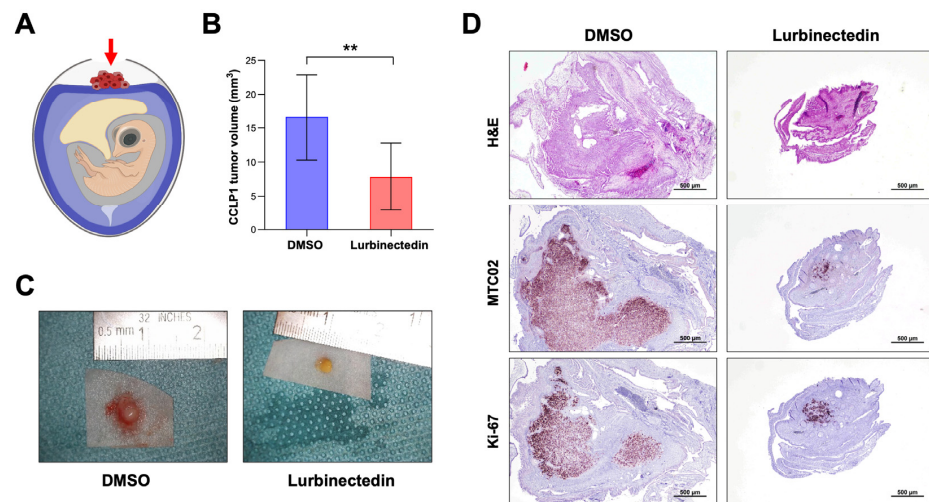 A
B
**
CCLP1 tumor volume (mm³)
25
20
15
10
5
0
DMSO
Lurbinectedin
C
32 INCHES
0.5 mm 1 2
1
DMSO
Lurbinectedin
D
DMSO
Lurbinectedin
H&E
500 µm
500 µm
MTC02
500 µm
500 µm
Ki-67
500 µm
500 µm